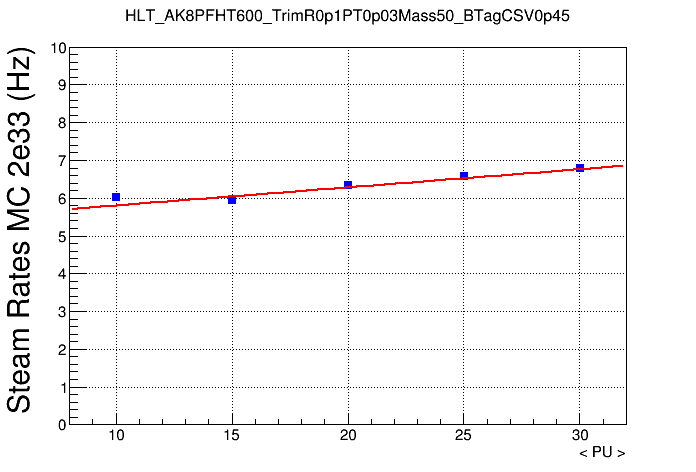 HLT_AK8PFHT600_TrimR0p1PT0p03Mass50_BTagCSV0p45
Steam Rates MC 2e33 (Hz)
10
9
8
7
6
5
4
3
2
1
0
10 15 20 25 30
< PU >